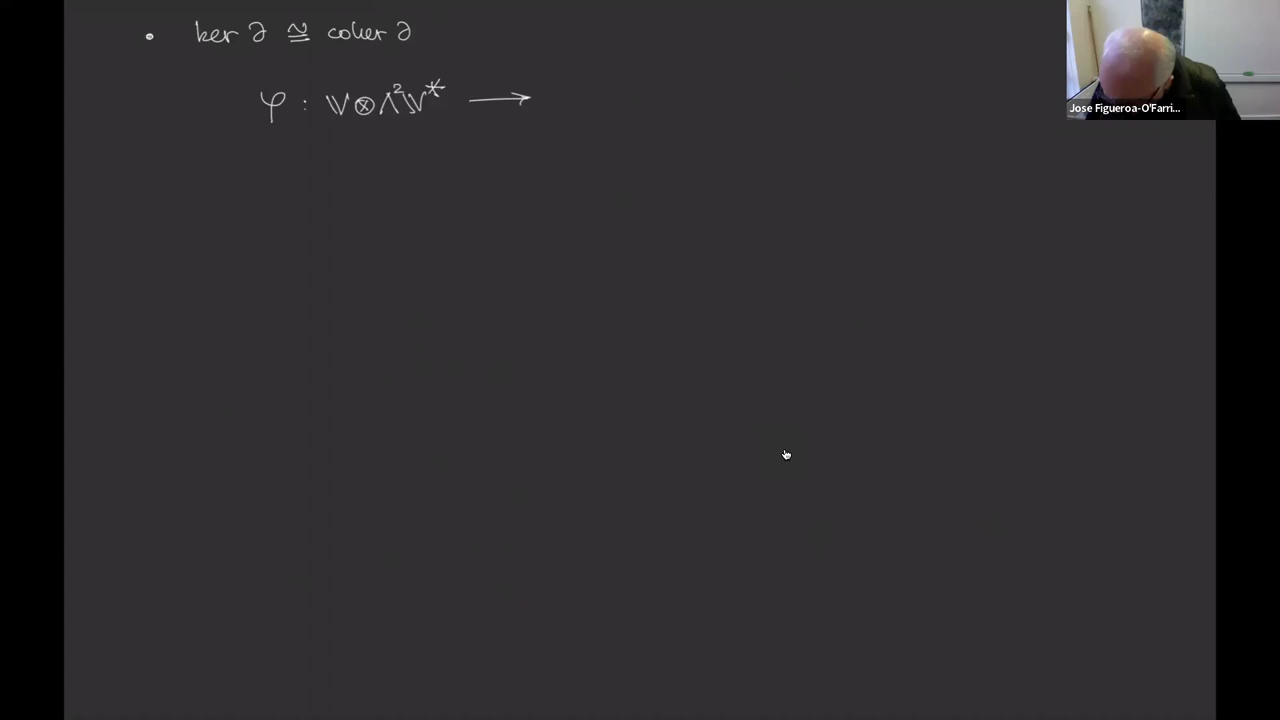 • ker ∂ ≅ coker ∂
φ : 𝕍 ⊗ Λ²𝕍* ⟶
Jose Figueroa-O'Farri...